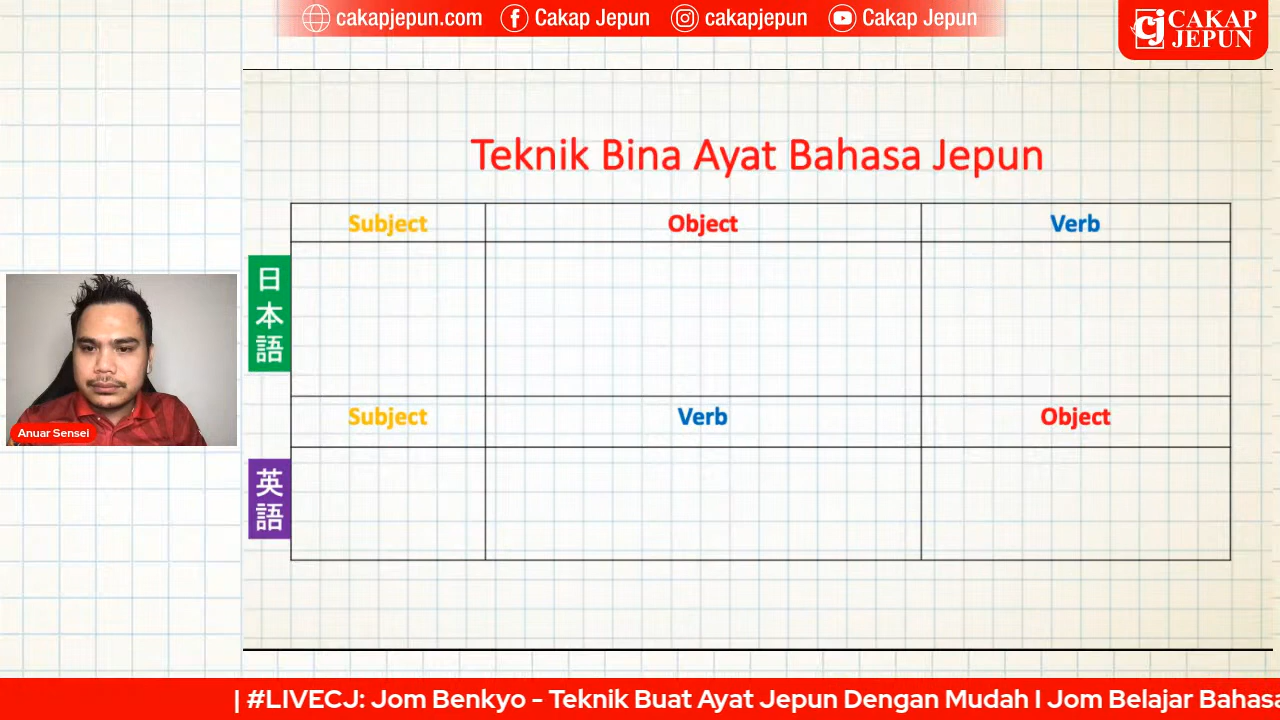 cakapjepun.com Cakap Jepun cakapjepun Cakap Jepun
CAKAP
JEPUN
Teknik Bina Ayat Bahasa Jepun
Subject Object Verb
日本語
Subject Verb Object
英語
Anuar Sensei
| #LIVECJ: Jom Benkyo - Teknik Buat Ayat Jepun Dengan Mudah I Jom Belajar Bahasa